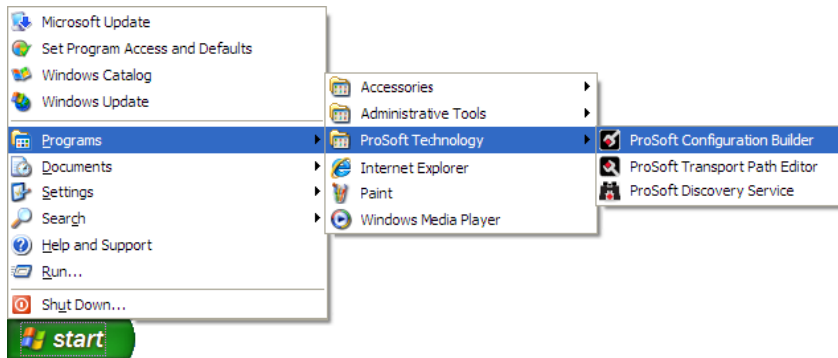 Microsoft Update
Set Program Access and Defaults
Windows Catalog
Windows Update
Programs
Documents
Settings
Search
Help and Support
Run...
Shut Down...
start
Accessories
Administrative Tools
ProSoft Technology
Internet Explorer
Paint
Windows Media Player
ProSoft Configuration Builder
ProSoft Transport Path Editor
ProSoft Discovery Service